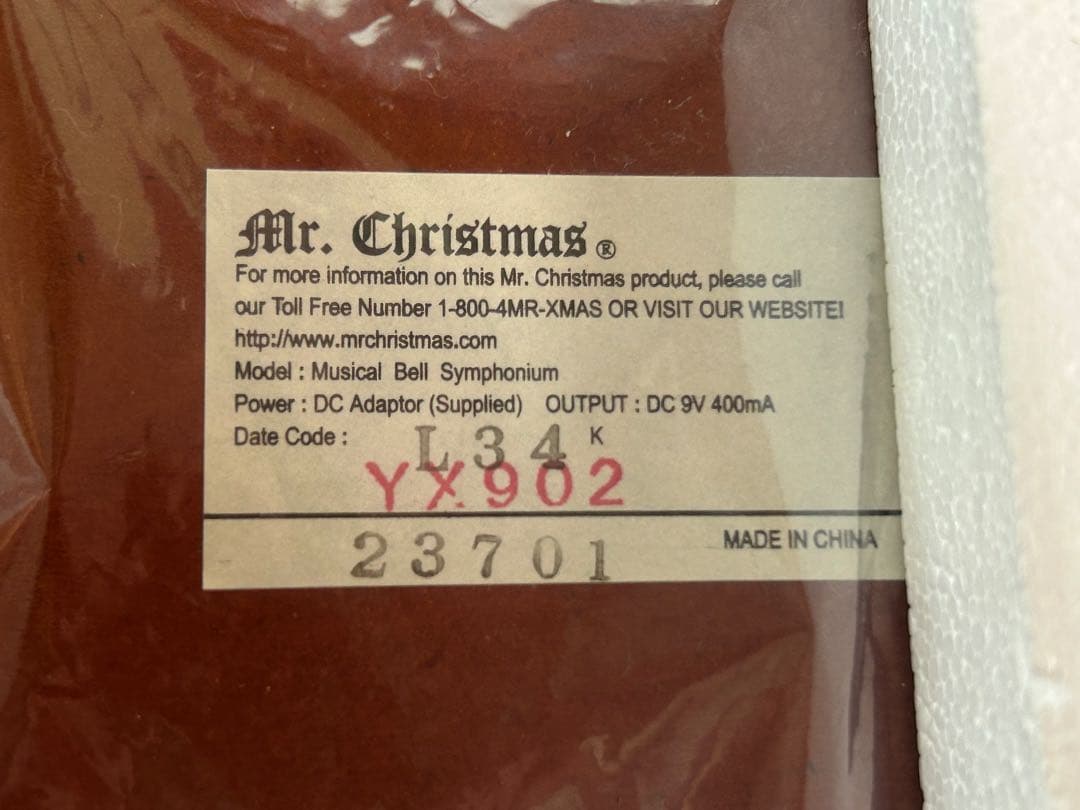 Mr. Christmas ®
For more information on this Mr. Christmas product, please call
our Toll Free Number 1-800-4MR-XMAS OR VISIT OUR WEBSITE!
http://www.mrchristmas.com
Model : Musical Bell Symphonium
Power : DC Adaptor (Supplied) OUTPUT : DC 9V 400mA
Date Code : L34 K
YX902
23701 MADE IN CHINA